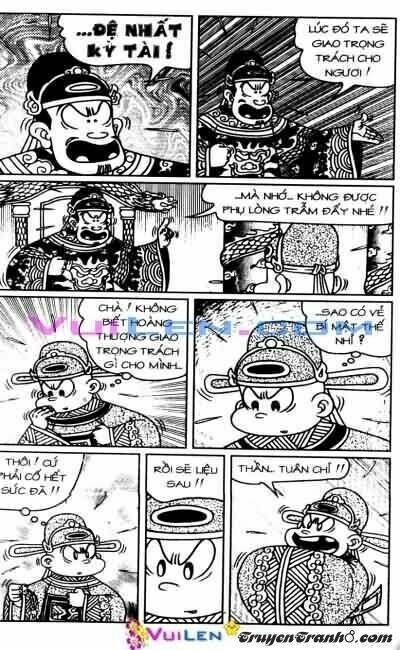 ...ĐỆ NHẤT
KỲ TÀI!
LÚC ĐÓ TA SẼ
GIAO TRỌNG
TRÁCH CHO
NGƯƠI!
...MÀ NHỚ... KHÔNG ĐƯỢC
PHỤ LÒNG TRẪM ĐẤY NHÉ!!
CHÀ! KHÔNG
BIẾT HOÀNG
THƯỢNG GIAO
TRỌNG TRÁCH
GÌ CHO MÌNH...
...SAO CÓ VẺ
BÍ MẬT THẾ
NHỈ?
VuiLen.com
THÔI! CỨ
PHẢI CỐ HẾT
SỨC ĐÃ!!
RỒI SẼ LIỆU
SAU!!
THẦN... TUÂN CHỈ!!
VuiLen
TruyenTranh8.com